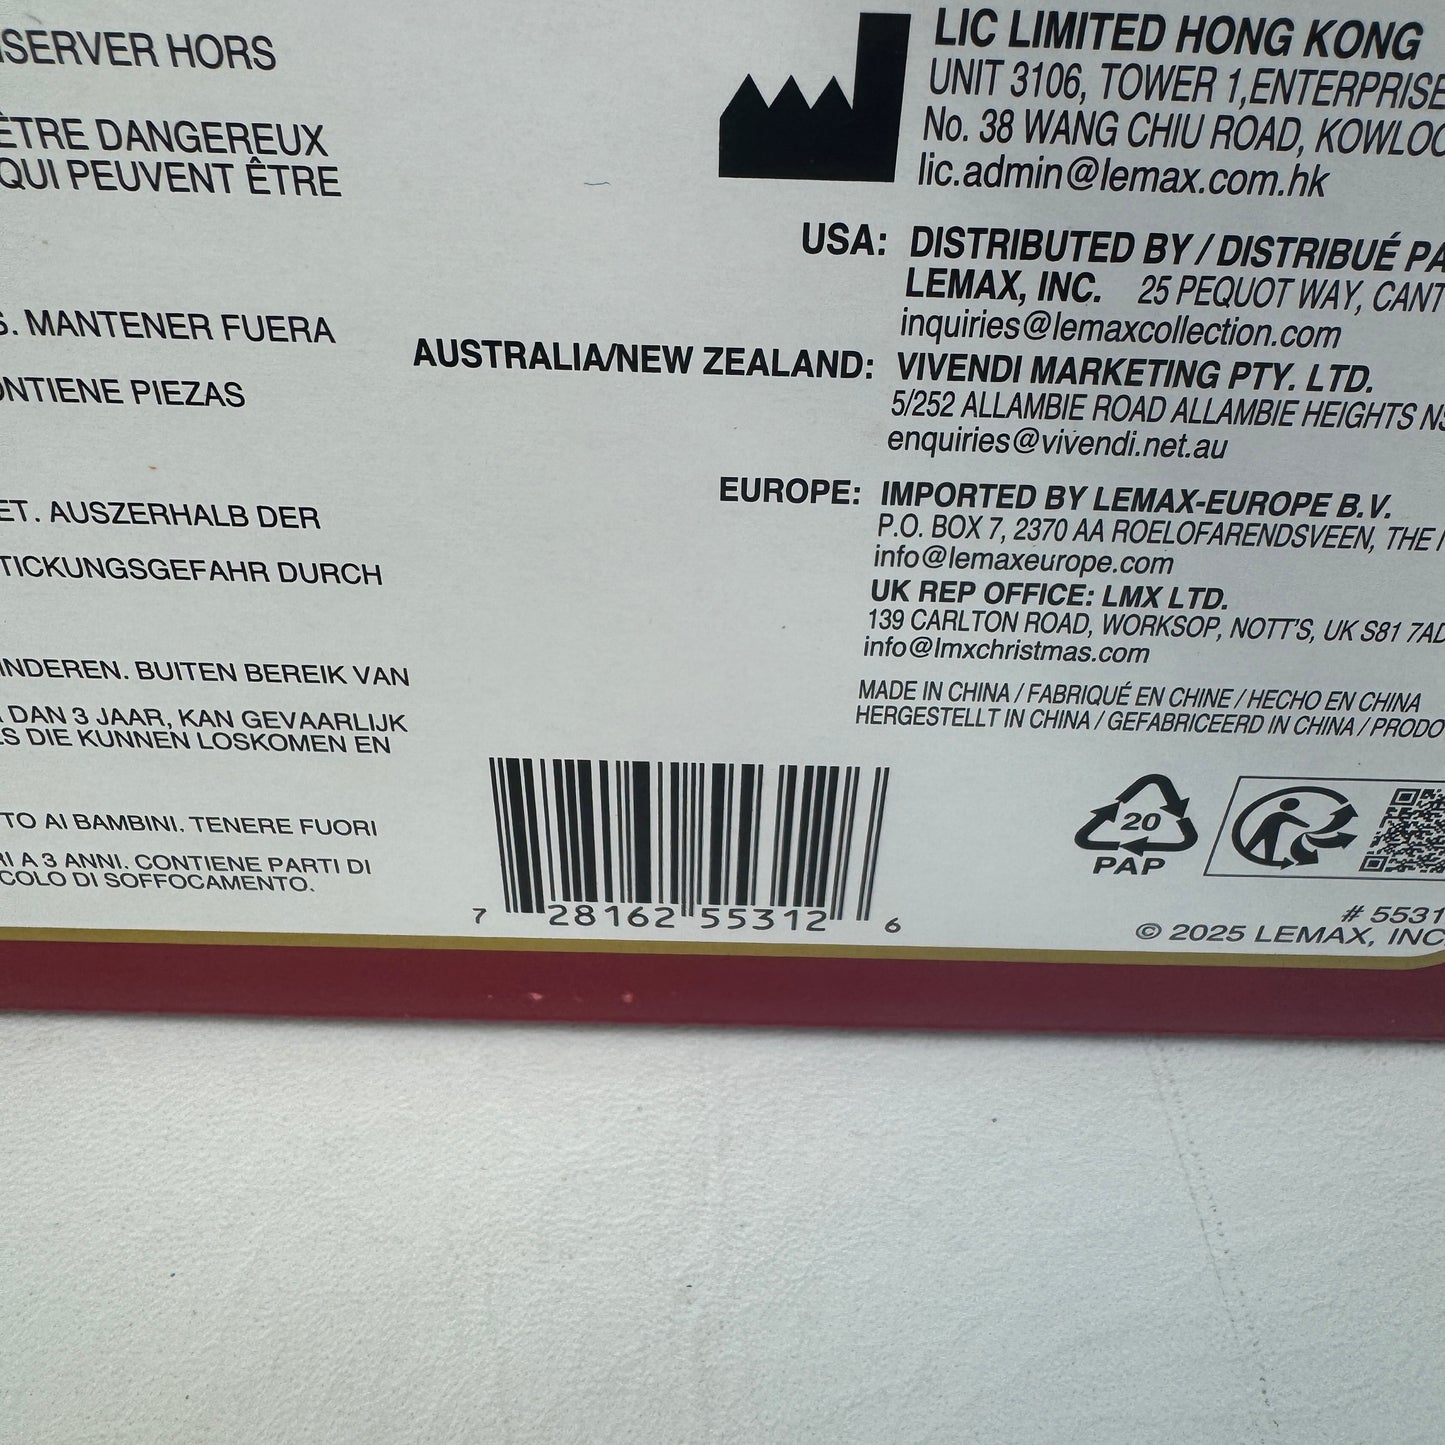 SERVER HORS
ÊTRE DANGEREUX
QUI PEUVENT ÊTRE
S. MANTENER FUERA
ONTIENE PIEZAS
ET. AUSZERHALB DER
TICKUNGSGEFAHR DURCH
INDEREN. BUITEN BEREIK VAN
DAN 3 JAAR, KAN GEVAARLIJK
LS DIE KUNNEN LOSKOMEN EN
TO AI BAMBINI. TENERE FUORI
RI A 3 ANNI. CONTIENE PARTI DI
COLO DI SOFFOCAMENTO.
LIC LIMITED HONG KONG
UNIT 3106, TOWER 1,ENTERPRISE
No. 38 WANG CHIU ROAD, KOWLOO
lic.admin@lemax.com.hk
USA: DISTRIBUTED BY / DISTRIBUÉ PA
LEMAX, INC. 25 PEQUOT WAY, CANT
inquiries@lemaxcollection.com
AUSTRALIA/NEW ZEALAND: VIVENDI MARKETING PTY. LTD.
5/252 ALLAMBIE ROAD ALLAMBIE HEIGHTS NS
enquiries@vivendi.net.au
EUROPE: IMPORTED BY LEMAX-EUROPE B.V.
P.O. BOX 7, 2370 AA ROELOFARENDSVEEN, THE
info@lemaxeurope.com
UK REP OFFICE: LMX LTD.
139 CARLTON ROAD, WORKSOP, NOTT'S, UK S81 7AD
info@lmxchristmas.com
MADE IN CHINA / FABRIQUÉ EN CHINE / HECHO EN CHINA
HERGESTELLT IN CHINA / GEFABRICEERD IN CHINA / PRODO
7 28162 55312 6
20
PAP
# 5531
© 2025 LEMAX, INC